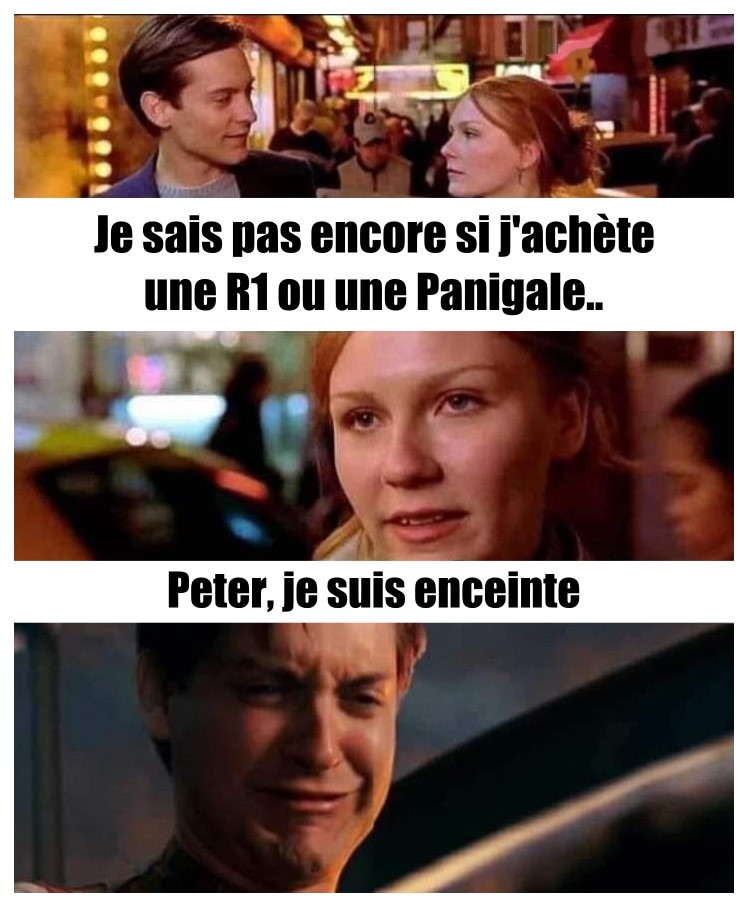 Je sais pas encore si j'achète
une R1 ou une Panigale..
Peter, je suis enceinte